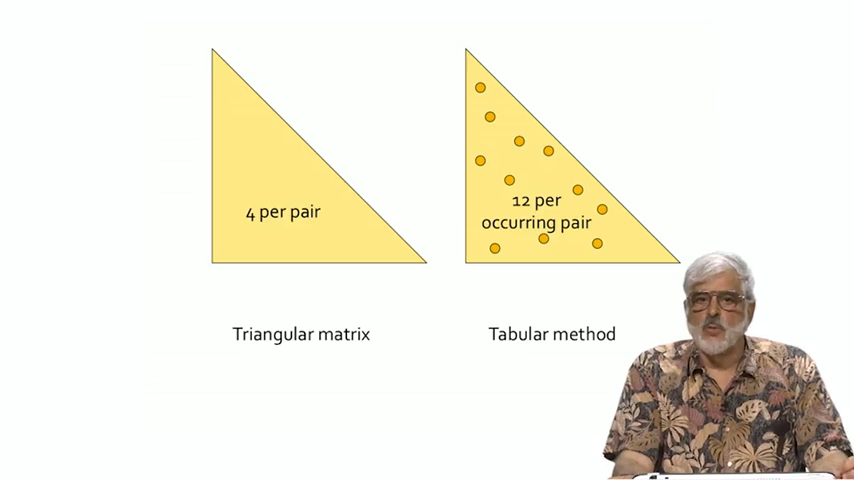 4 per pair
12 per
occurring pair
Triangular matrix
Tabular method